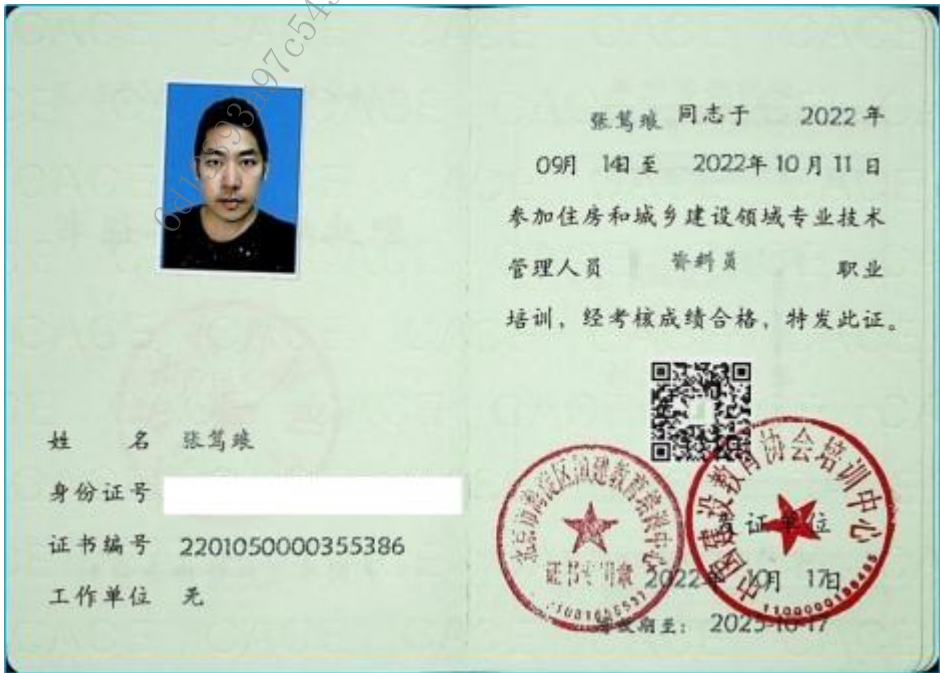 张笃琅 同志于 2022 年
09月 14日 至 2022年 10 月 11 日
参加住房和城乡建设领域专业技术
管理人员 资料员 职业
培训，经考核成绩合格，特发此证。
姓 名 张笃琅
身份证号
证书编号 2201050000355386
工作单位 无
中国建设教育协会培训中心
发证单位
证书专用章
2022年 10月 17日
有效期至： 2025-10-17